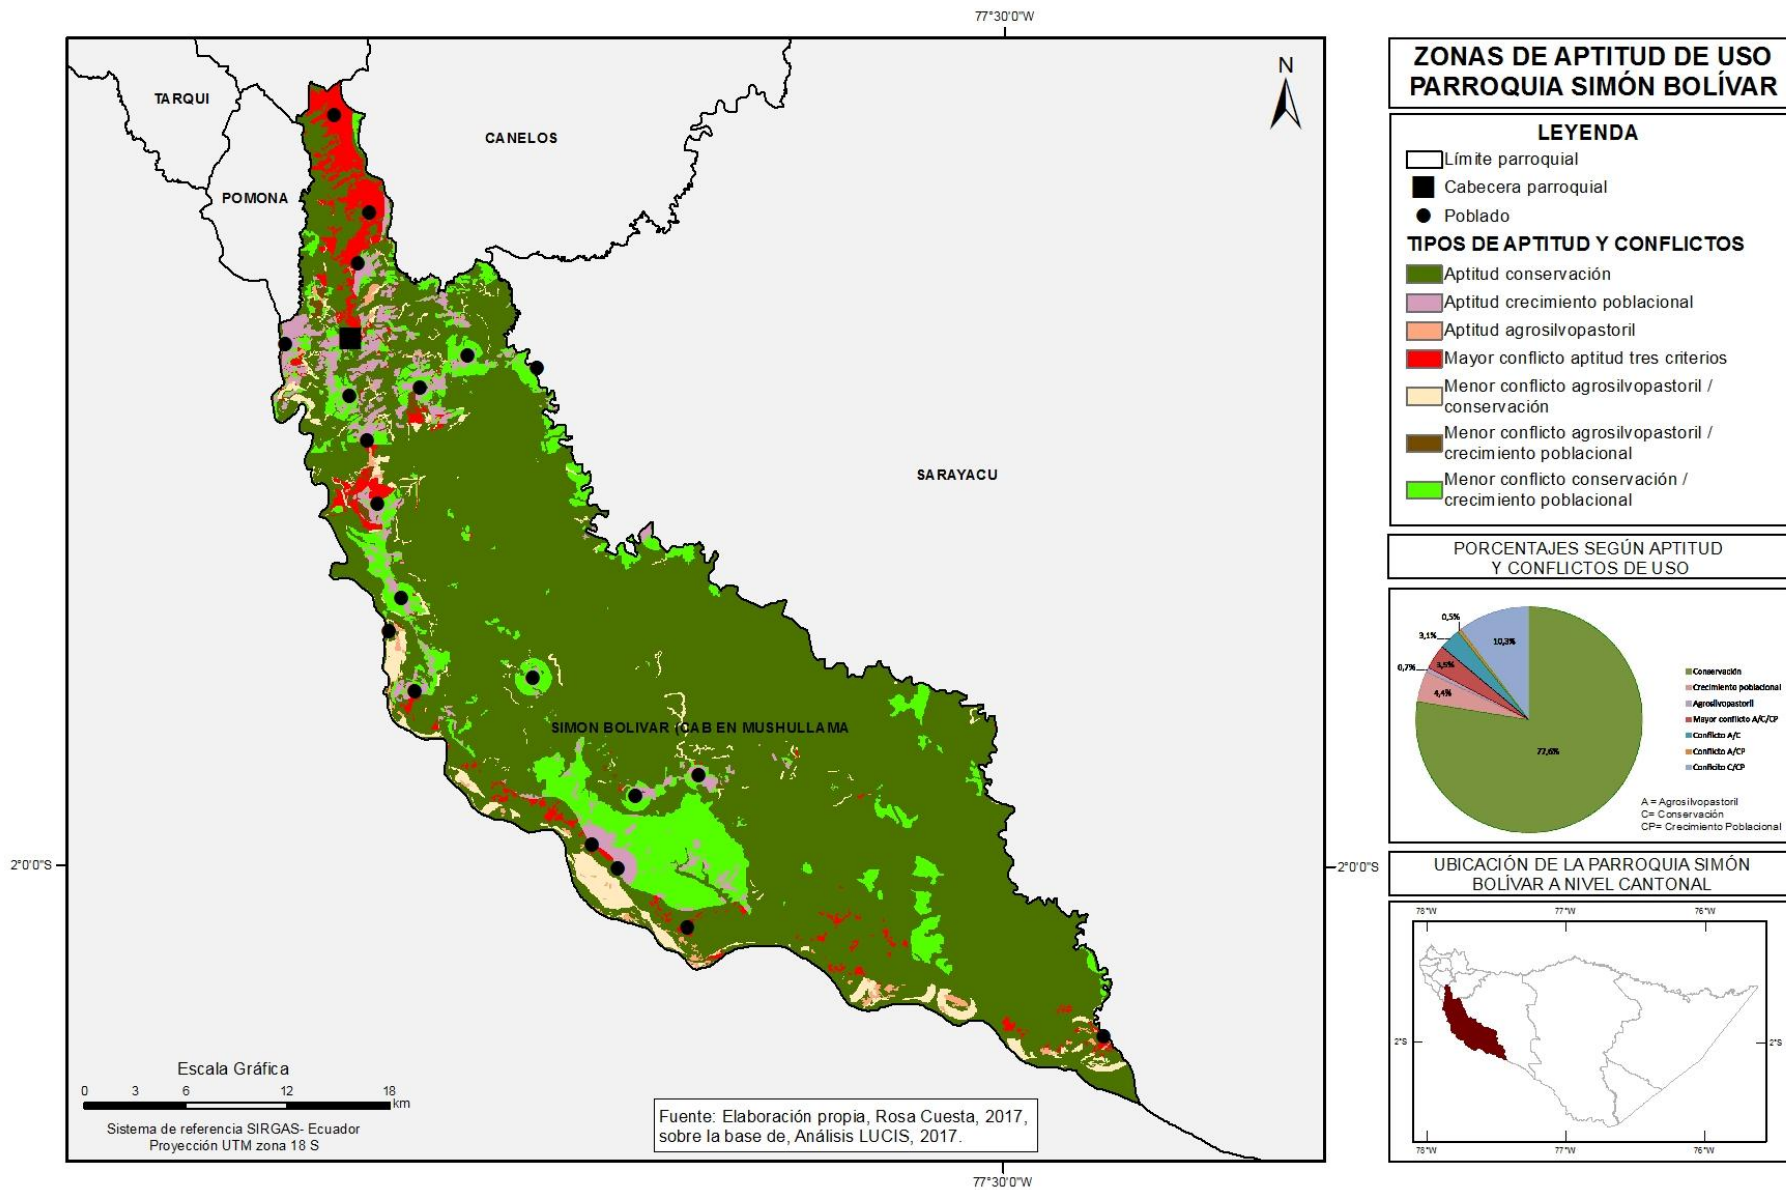 77°30'0"W
TARQUI
CANELOS
POMONA
N
SARAYACU
SIMON BOLIVAR (CAB EN MUSHULLAMA
2°0'0"S
2°0'0"S
Escala Gráfica
0 3 6 12 18
km
Sistema de referencia SIRGAS- Ecuador
Proyección UTM zona 18 S
Fuente: Elaboración propia, Rosa Cuesta, 2017,
sobre la base de, Análisis LUCIS, 2017.
77°30'0"W
ZONAS DE APTITUD DE USO
PARROQUIA SIMÓN BOLÍVAR
LEYENDA
Límite parroquial
Cabecera parroquial
Poblado
TIPOS DE APTITUD Y CONFLICTOS
Aptitud conservación
Aptitud crecimiento poblacional
Aptitud agrosilvopastoril
Mayor conflicto aptitud tres criterios
Menor conflicto agrosilvopastoril /
conservación
Menor conflicto agrosilvopastoril /
crecimiento poblacional
Menor conflicto conservación /
crecimiento poblacional
PORCENTAJES SEGÚN APTITUD
Y CONFLICTOS DE USO
0,5%
3,1%
10,3%
0,7%
3,5%
4,4%
77,6%
Conservación
Crecimiento poblacional
Agrosilvopastoril
Mayor conflicto A/C/CP
Conflicto A/C
Conflicto A/CP
Conflicto C/CP
A = Agrosilvopastoril
C= Conservación
CP= Crecimiento Poblacional
UBICACIÓN DE LA PARROQUIA SIMÓN
BOLÍVAR A NIVEL CANTONAL
78°W 77°W 76°W
2°S 2°S
78°W 77°W 76°W